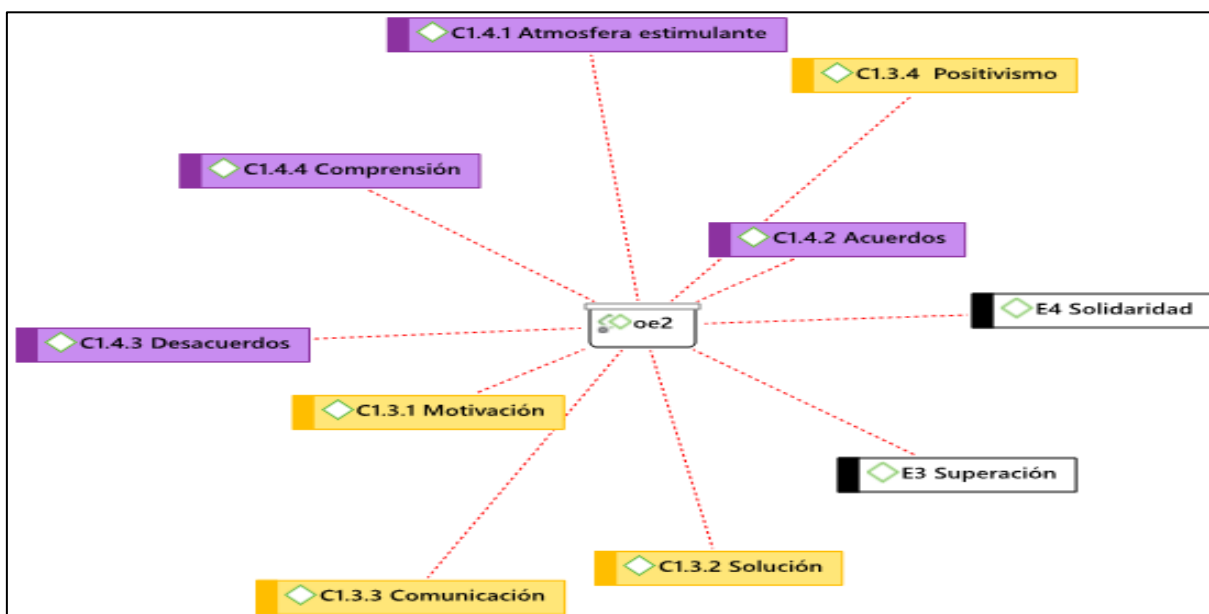 C1.4.1 Atmosfera estimulante
C1.3.4 Positivismo
C1.4.4 Comprensión
C1.4.2 Acuerdos
E4 Solidaridad
oe2
C1.4.3 Desacuerdos
C1.3.1 Motivación
E3 Superación
C1.3.2 Solución
C1.3.3 Comunicación